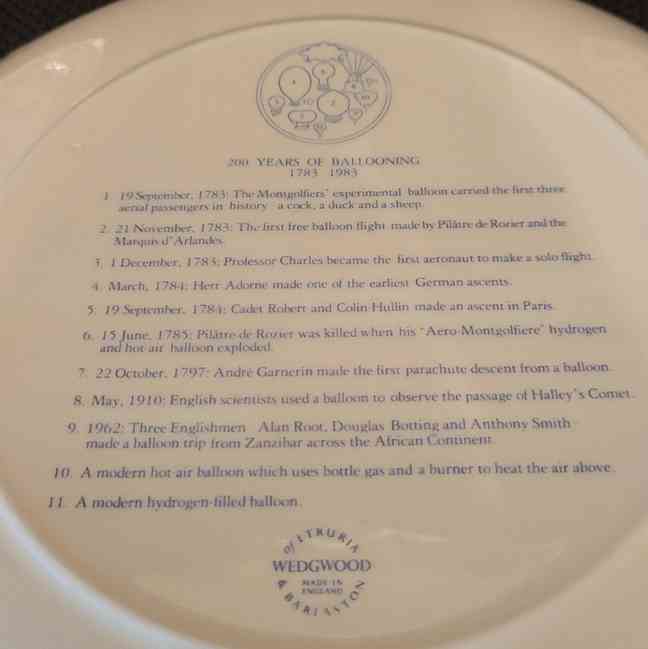 200 YEARS OF BALLOONING
1783 1983
1. 19 September, 1783: The Montgolfiers' experimental balloon carried the first three
aerial passengers in history - a cock, a duck and a sheep.
2. 21 November, 1783: The first free balloon flight made by Pilâtre de Rozier and the
Marquis d'Arlandes.
3. 1 December, 1783: Professor Charles became the first aeronaut to make a solo flight.
4. March, 1784: Herr Adorne made one of the earliest German ascents.
5. 19 September, 1784: Cadet Robert and Colin Hullin made an ascent in Paris.
6. 15 June, 1785: Pilâtre de Rozier was killed when his "Aero-Montgolfiere" hydrogen
and hot-air balloon exploded.
7. 22 October, 1797: André Garnerin made the first parachute descent from a balloon.
8. May, 1910: English scientists used a balloon to observe the passage of Halley's Comet.
9. 1962: Three Englishmen - Alan Root, Douglas Botting and Anthony Smith -
made a balloon trip from Zanzibar across the African Continent.
10. A modern hot-air balloon which uses bottle gas and a burner to heat the air above.
11. A modern hydrogen-filled balloon.
of ETRURIA
WEDGWOOD
MADE IN
ENGLAND
& BARLASTON